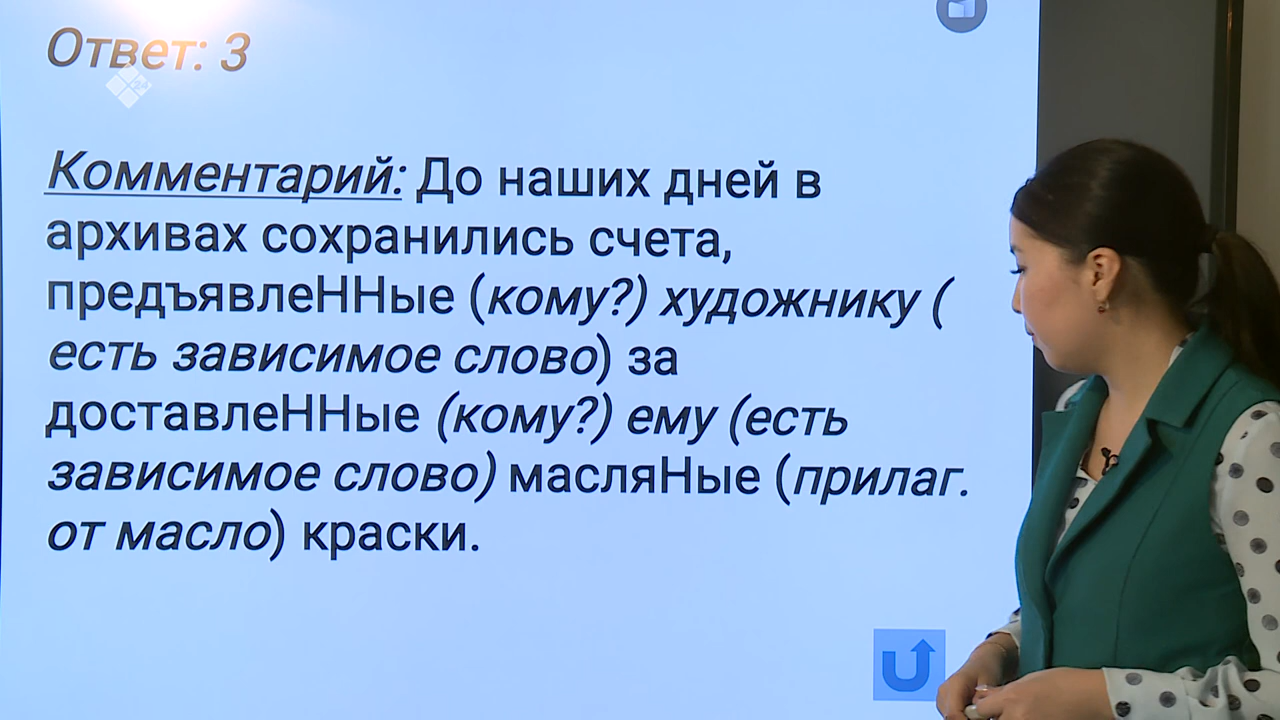 Ответ: 3
24
Комментарий: До наших дней в
архивах сохранились счета,
предъявлеННые (кому?) художнику (
есть зависимое слово) за
доставлеННые (кому?) ему (есть
зависимое слово) масляНые (прилаг.
от масло) краски.